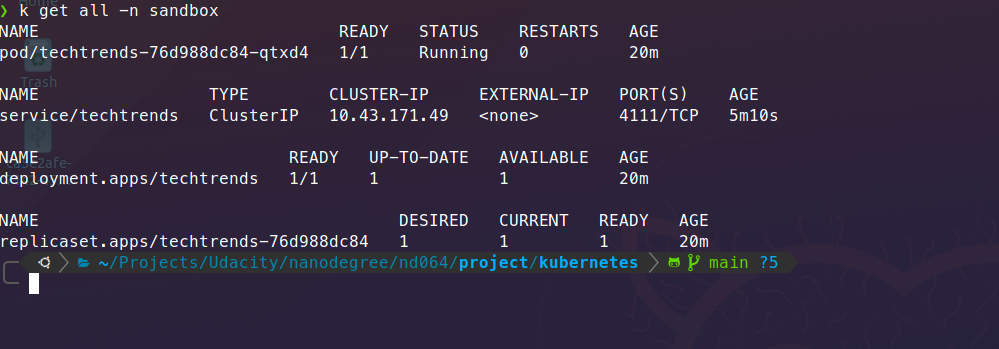 Home
❯ k get all -n sandbox
NAME READY STATUS RESTARTS AGE
pod/techtrends-76d988dc84-qtxd4 1/1 Running 0 20m
Trash
NAME TYPE CLUSTER-IP EXTERNAL-IP PORT(S) AGE
service/techtrends ClusterIP 10.43.171.49 <none> 4111/TCP 5m10s
NAME READY UP-TO-DATE AVAILABLE AGE
deployment.apps/techtrends 1/1 1 1 20m
NAME DESIRED CURRENT READY AGE
replicaset.apps/techtrends-76d988dc84 1 1 1 20m
~/Projects/Udacity/nanodegree/nd064/project/kubernetes main ?5